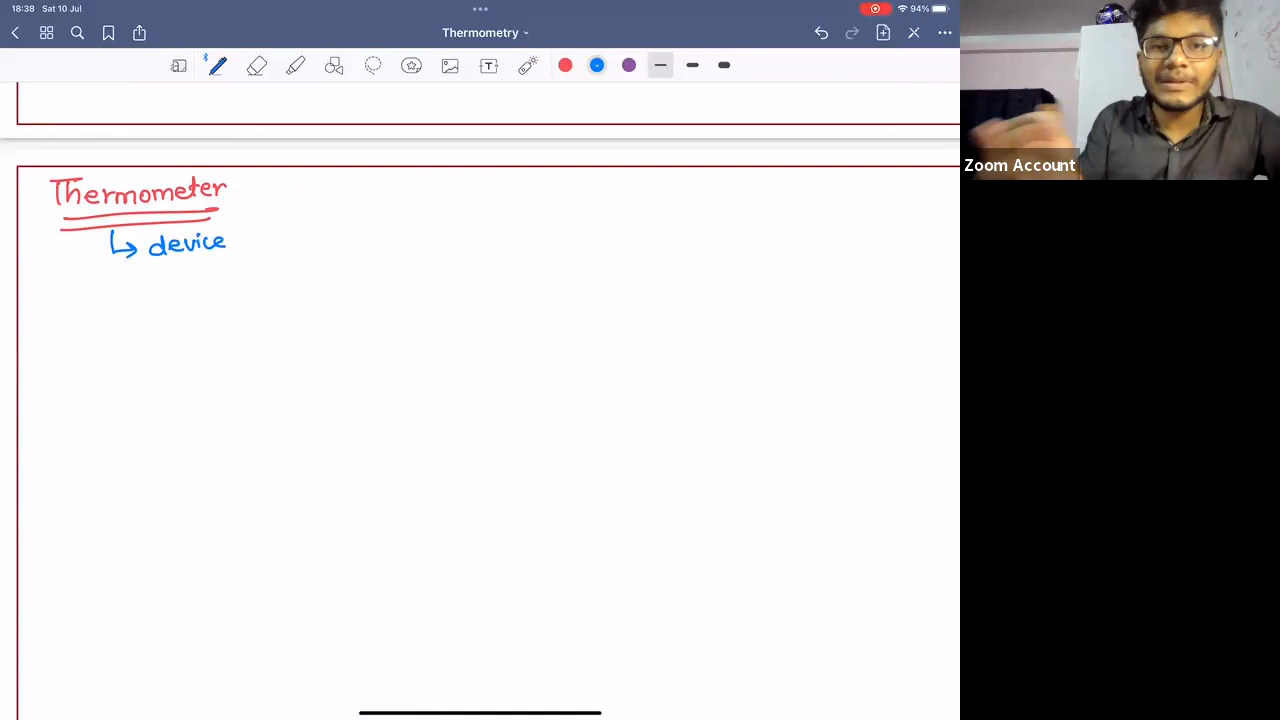 18:38 Sat 10 Jul
94%
Thermometry
T
Zoom Account
Thermometer
↳ device